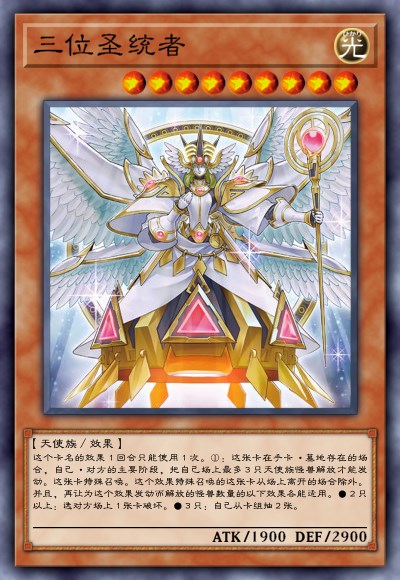 三位圣统者
光
【天使族／效果】
这个卡名的效果1回合只能使用1次。①：这张卡在手卡・墓地存在的场
合，自己・对方的主要阶段，把自己场上最多3只天使族怪兽解放才能发
动。这张卡特殊召唤。这个效果特殊召唤的这张卡从场上离开的场合除外。
并且，再让为这个效果发动而解放的怪兽数量的以下效果各能适用。●2只
以上：选对方场上1张卡破坏。●3只：自己从卡组抽2张。
ATK/1900 DEF/2900